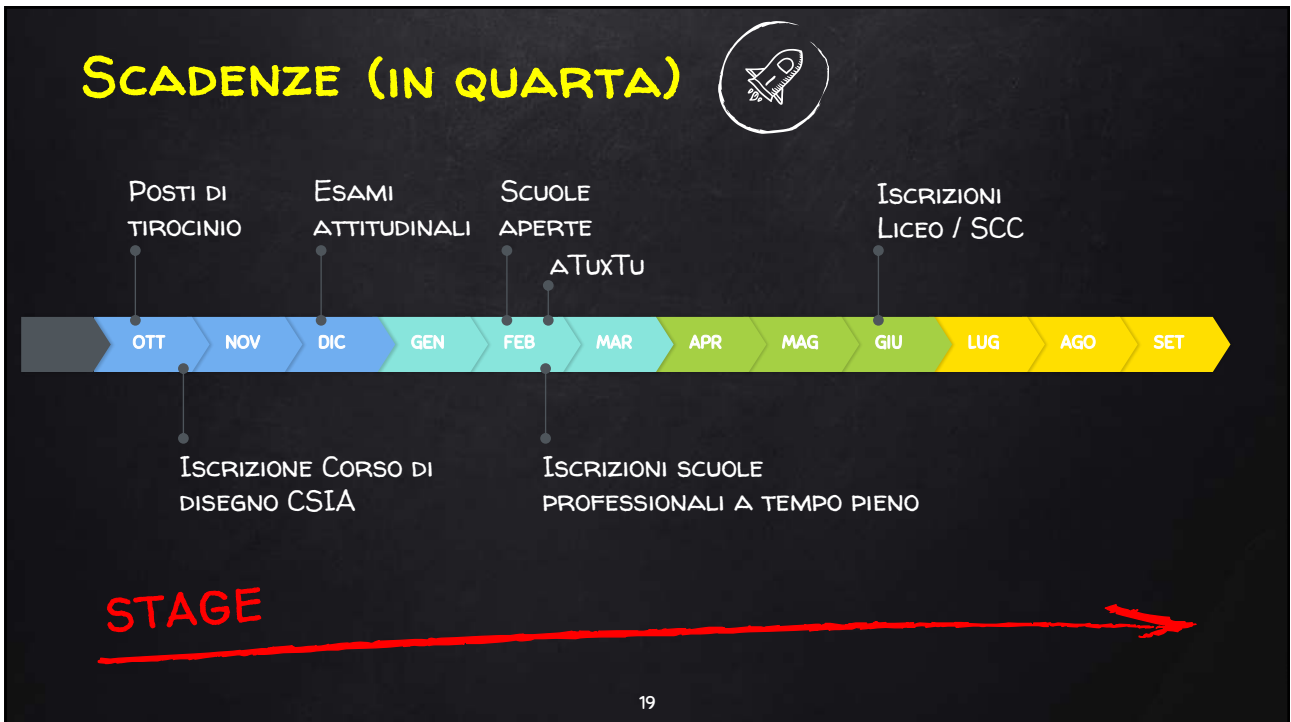 Scadenze (in quarta)
Posti di
tirocinio
Esami
attitudinali
Scuole
aperte
aTuxTu
Iscrizioni
Liceo / SCC
OTT NOV DIC GEN FEB MAR APR MAG GIU LUG AGO SET
Iscrizione Corso di
disegno CSIA
Iscrizioni scuole
professionali a tempo pieno
STAGE
19